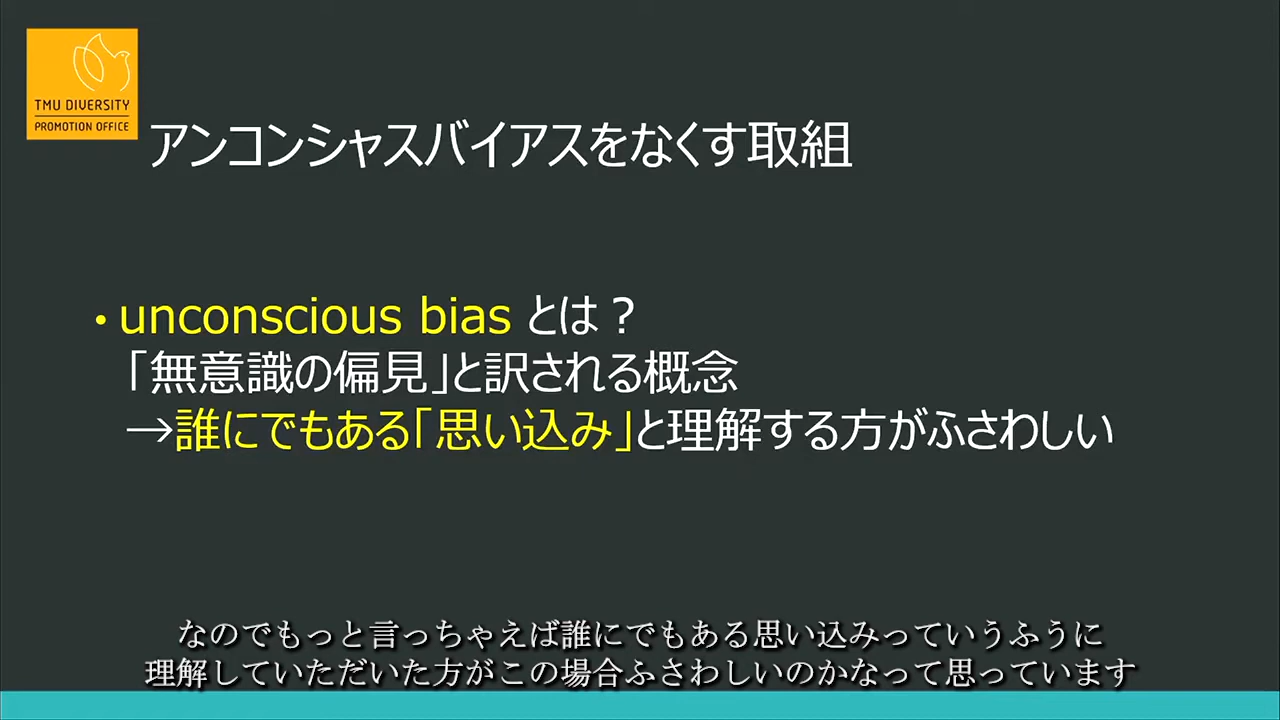 TMU DIVERSITY
PROMOTION OFFICE
アンコンシャスバイアスをなくす取組
• unconscious bias とは？
「無意識の偏見」と訳される概念
→誰にでもある「思い込み」と理解する方がふさわしい
なのでもっと言っちゃえば誰にでもある思い込みっていうふうに
理解していただいた方がこの場合ふさわしいのかなって思っています